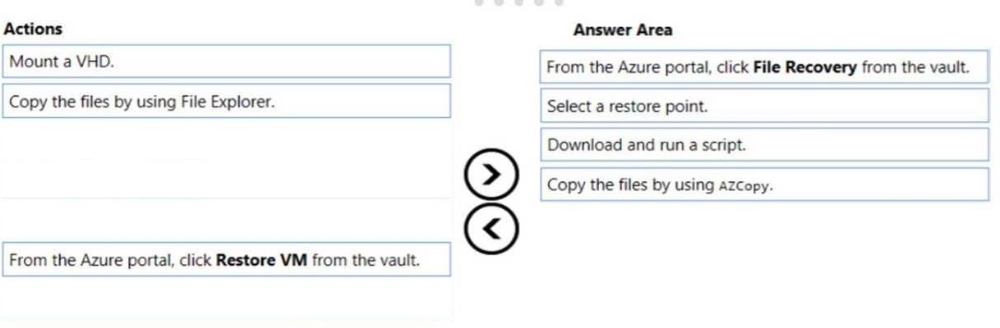 Actions
Mount a VHD.
Copy the files by using File Explorer.
From the Azure portal, click Restore VM from the vault.
Answer Area
From the Azure portal, click File Recovery from the vault.
Select a restore point.
Download and run a script.
Copy the files by using AZCopy.